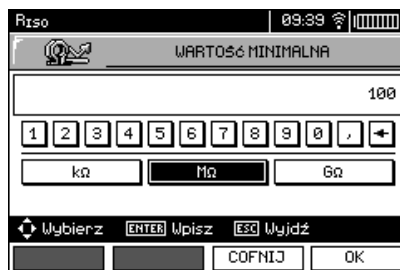 RISO 09:39
WARTOŚĆ MINIMALNA
100
1 2 3 4 5 6 7 8 9 0 ,
kΩ MΩ GΩ
Wybierz ENTER Wpisz ESC Wyjdź
COFNIJ OK